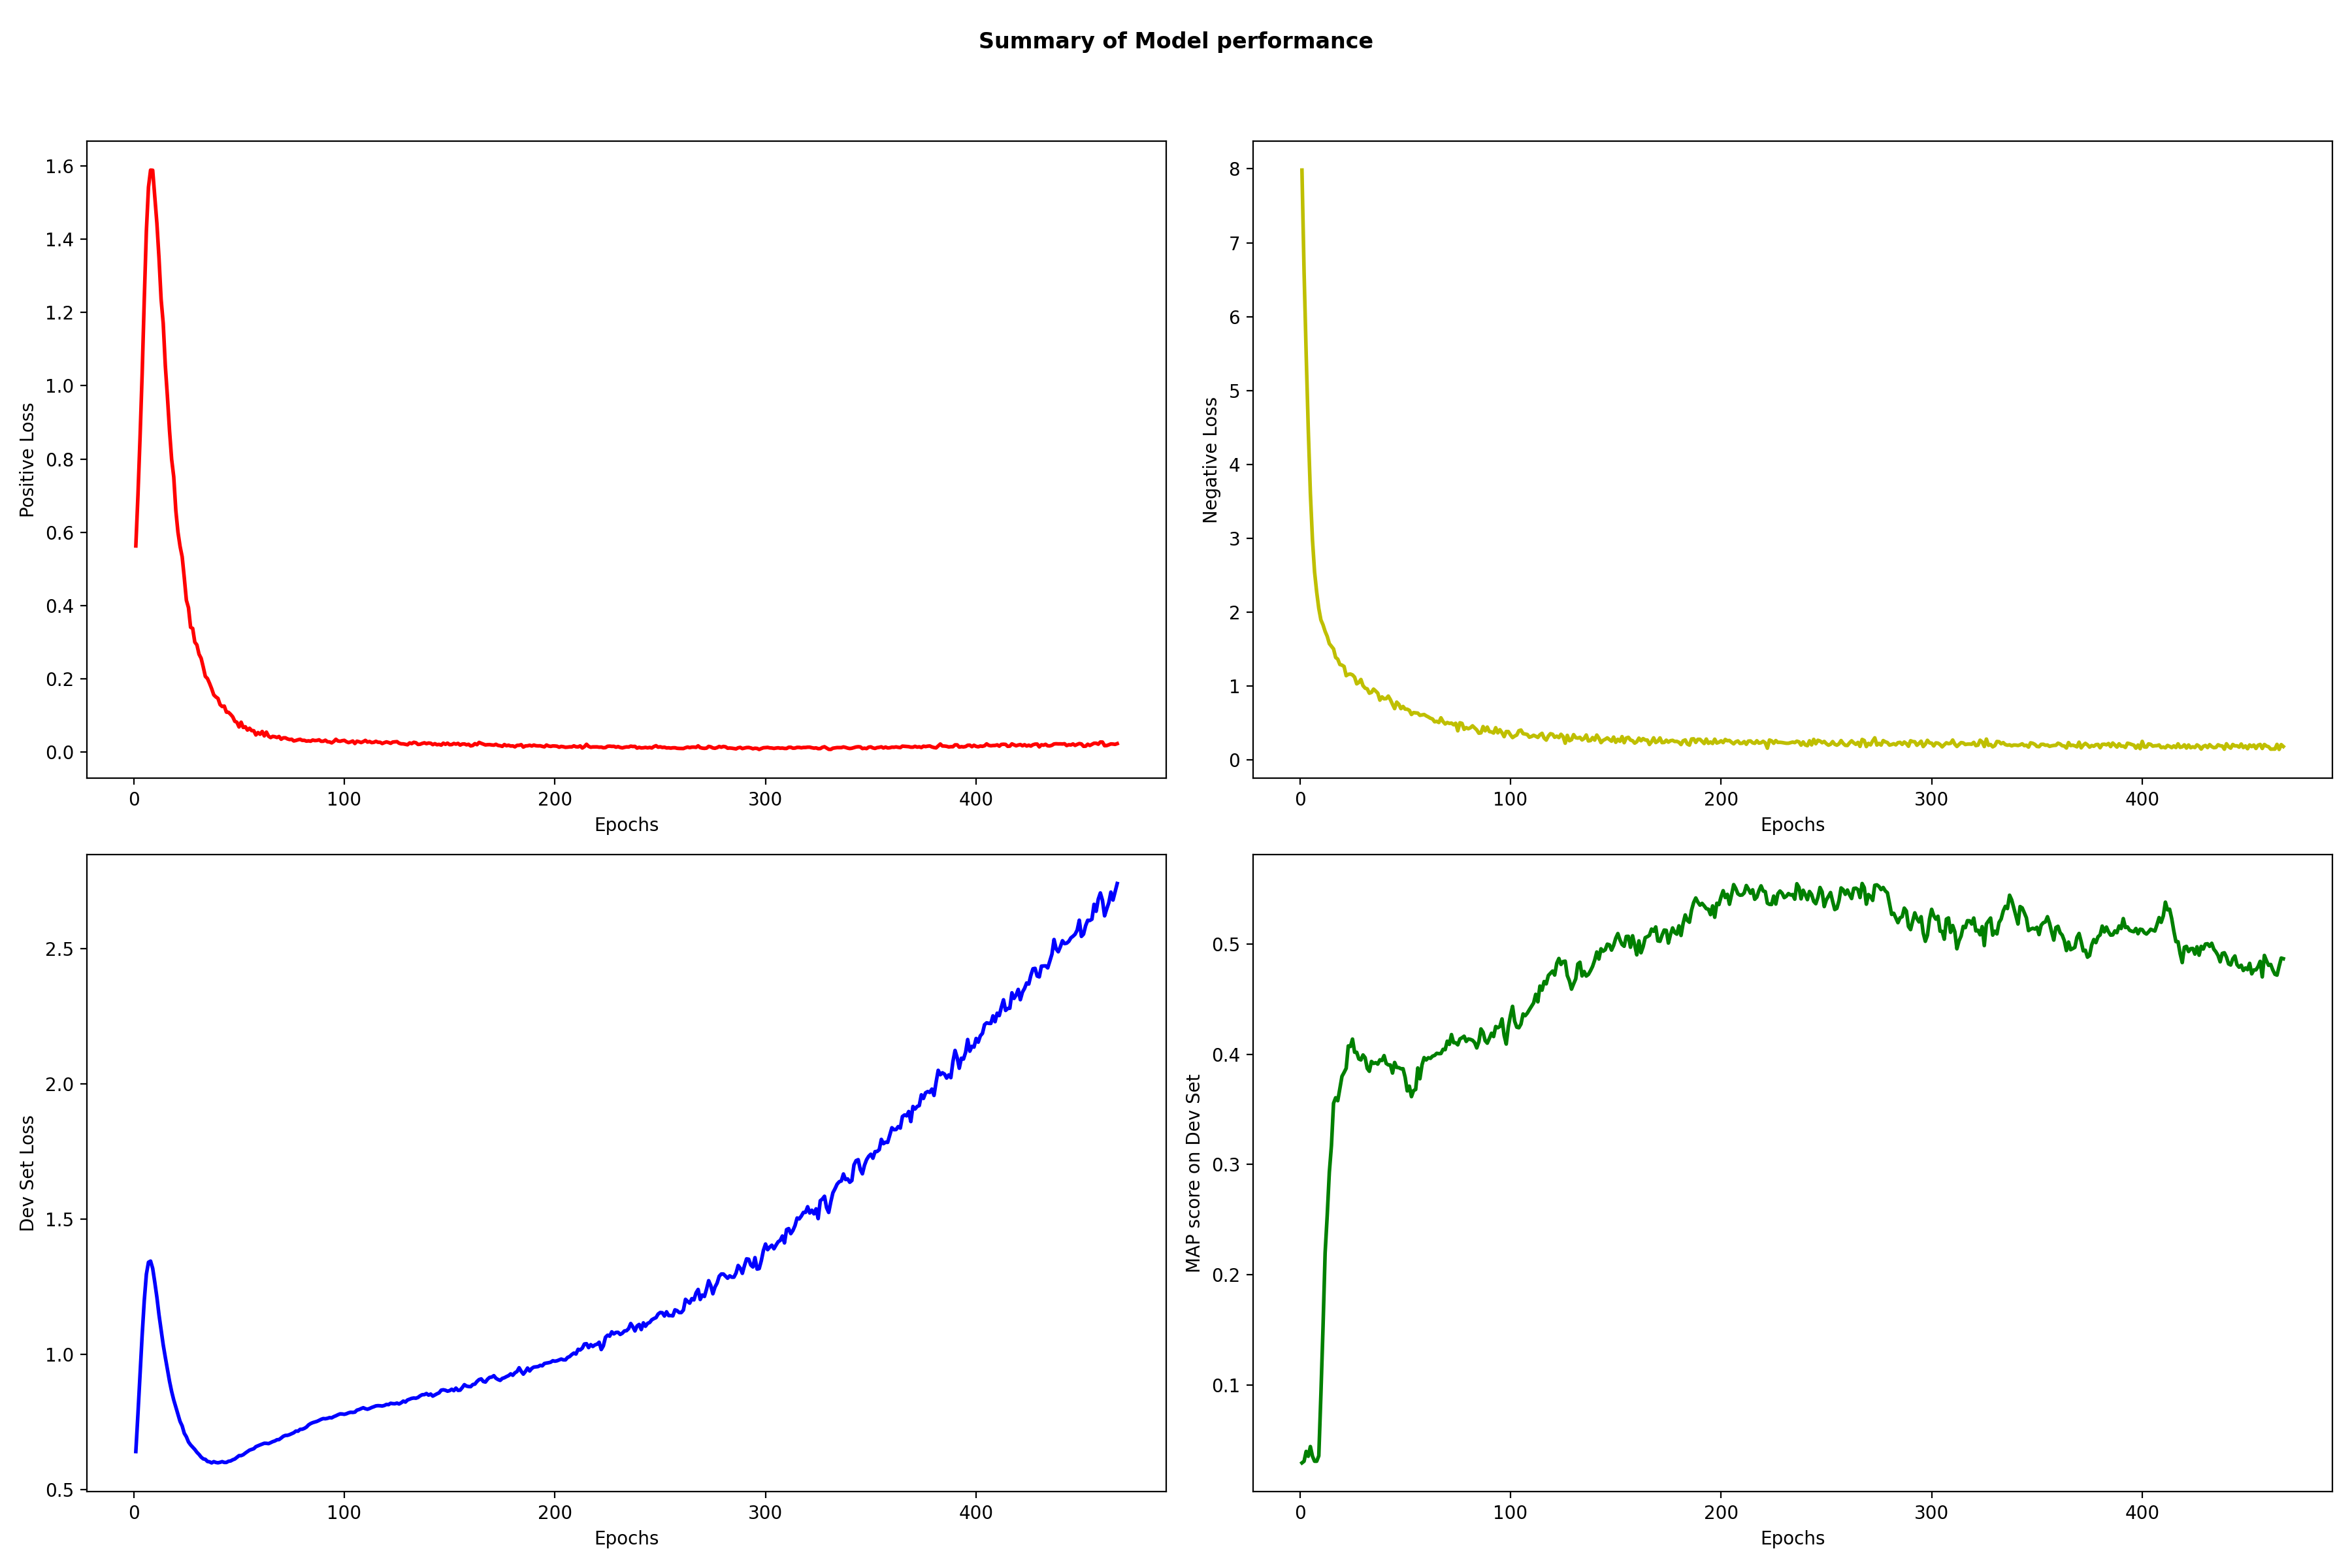 Summary of Model performance
1.6
1.4
1.2
1.0
0.8
0.6
0.4
0.2
0.0
Positive Loss
0 100 200 300 400
Epochs
8
7
6
5
4
3
2
1
0
Negative Loss
0 100 200 300 400
Epochs
2.5
2.0
1.5
1.0
0.5
Dev Set Loss
0 100 200 300 400
Epochs
0.5
0.4
0.3
0.2
0.1
MAP score on Dev Set
0 100 200 300 400
Epochs